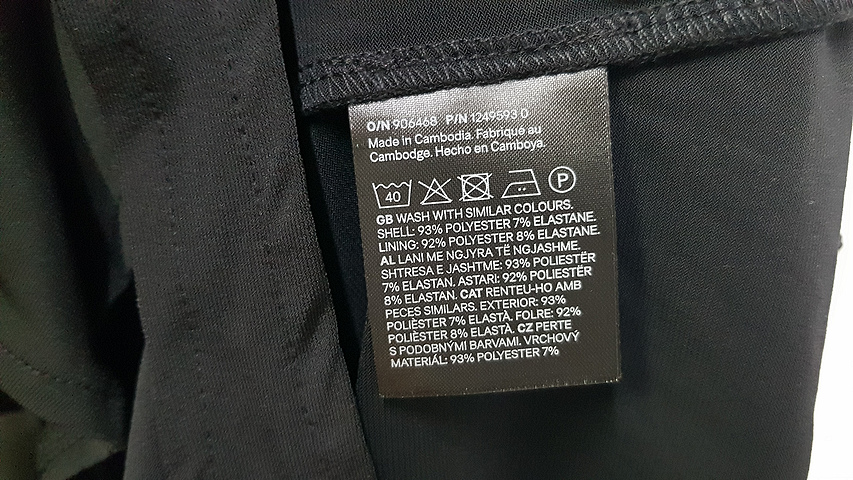 O/N 906468 P/N 1249593 0
Made in Cambodia. Fabriqué au
Cambodge. Hecho en Camboya.
40 P
GB WASH WITH SIMILAR COLOURS.
SHELL: 93% POLYESTER 7% ELASTANE.
LINING: 92% POLYESTER 8% ELASTANE.
AL LANI ME NGJYRA TË NGJASHME.
SHTRESA E JASHTME: 93% POLIESTËR
7% ELASTAN. ASTARI: 92% POLIESTËR
8% ELASTAN. CAT RENTEU-HO AMB
PECES SIMILARS. EXTERIOR: 93%
POLIÈSTER 7% ELASTÀ. FOLRE: 92%
POLIÈSTER 8% ELASTÀ. CZ PERTE
S PODOBNÝMI BARVAMI. VRCHOVÝ
MATERIÁL: 93% POLYESTER 7%